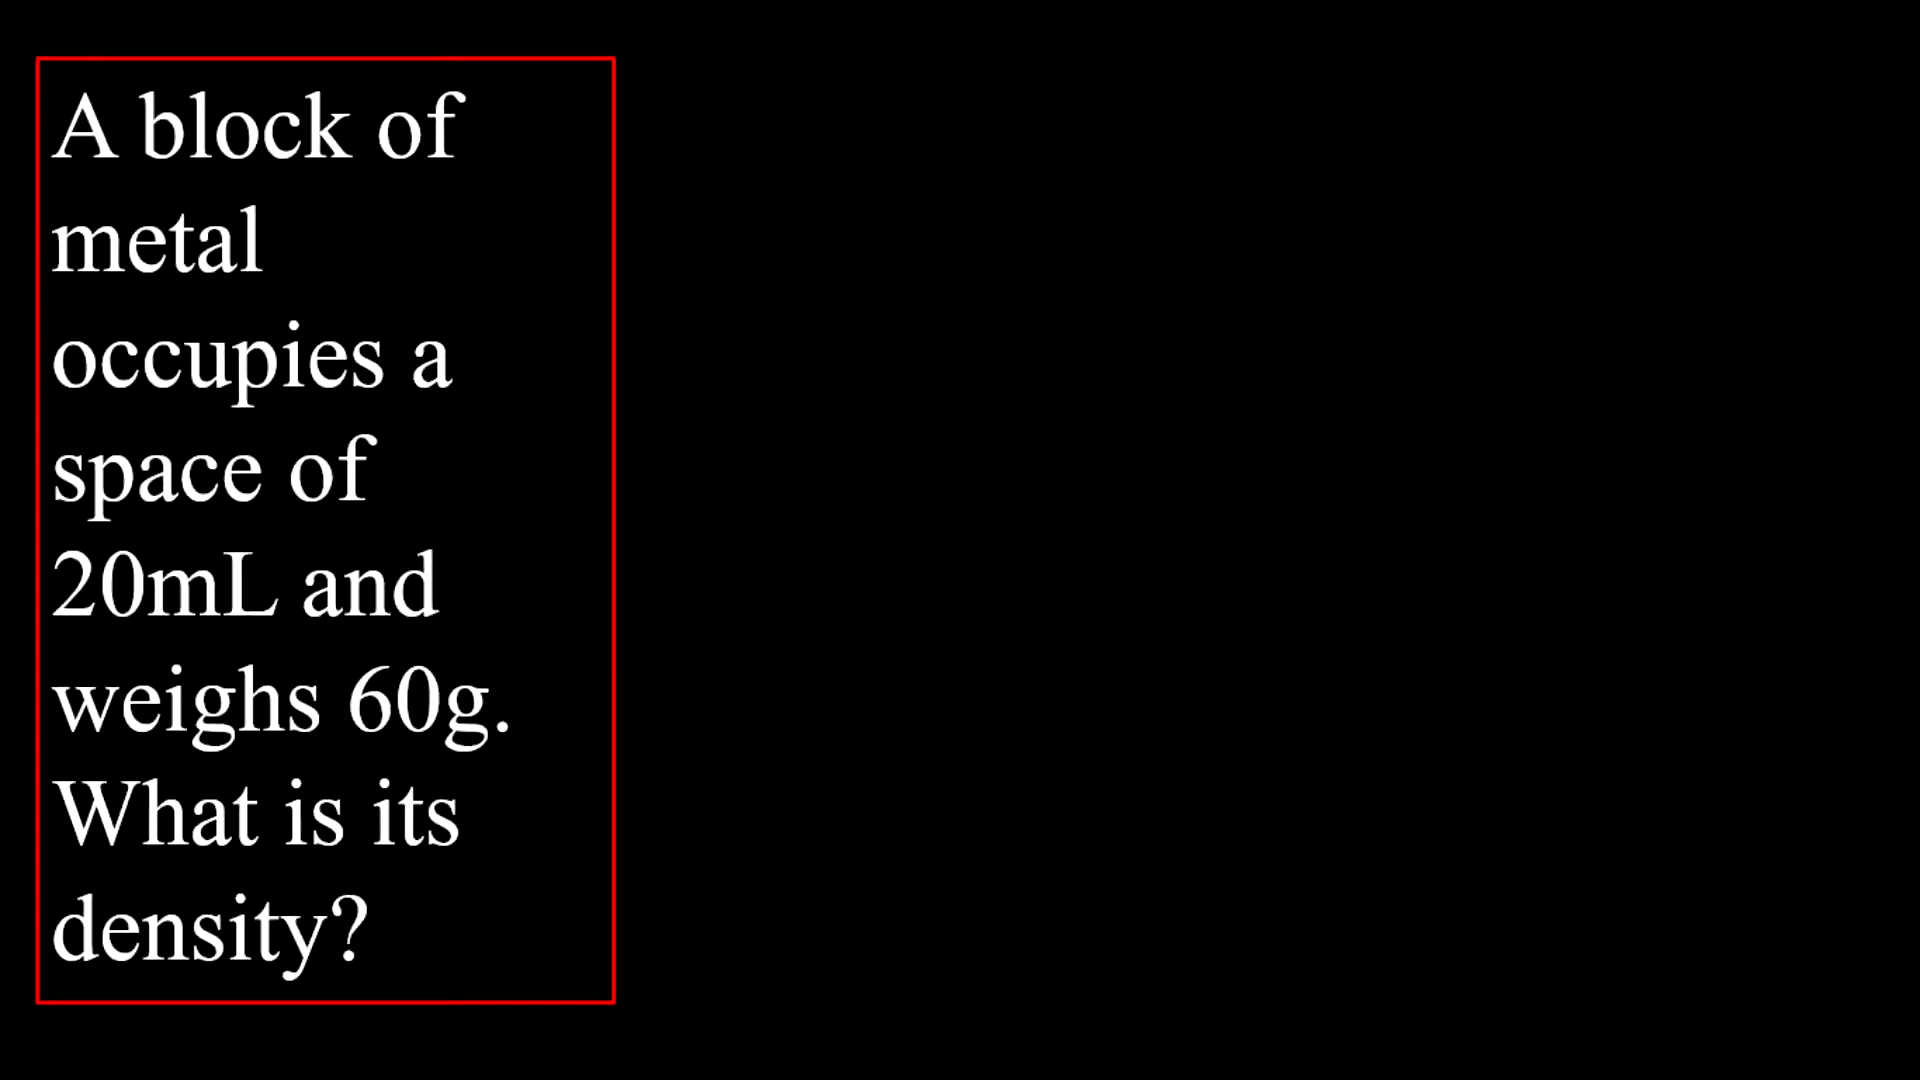 A block of
metal
occupies a
space of
20mL and
weighs 60g.
What is its
density?